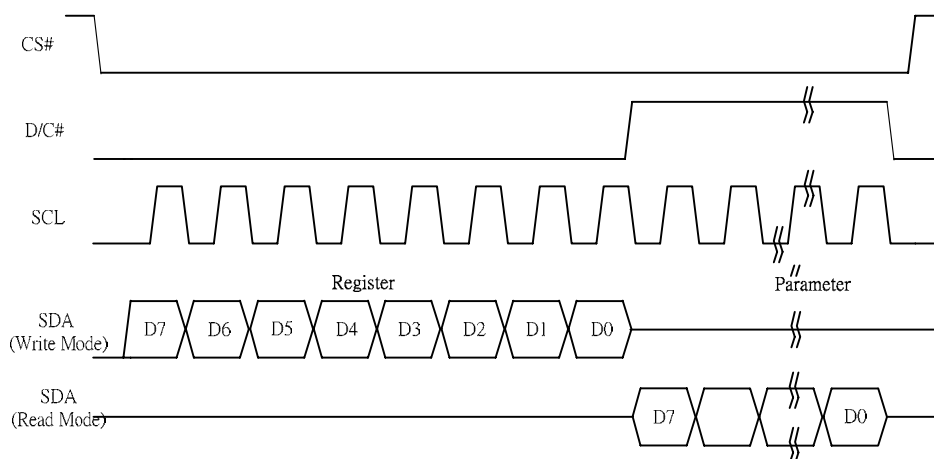 CS#
D/C#
SCL
Register
Parameter
SDA
(Write Mode)
D7 D6 D5 D4 D3 D2 D1 D0
SDA
(Read Mode)
D7 D0